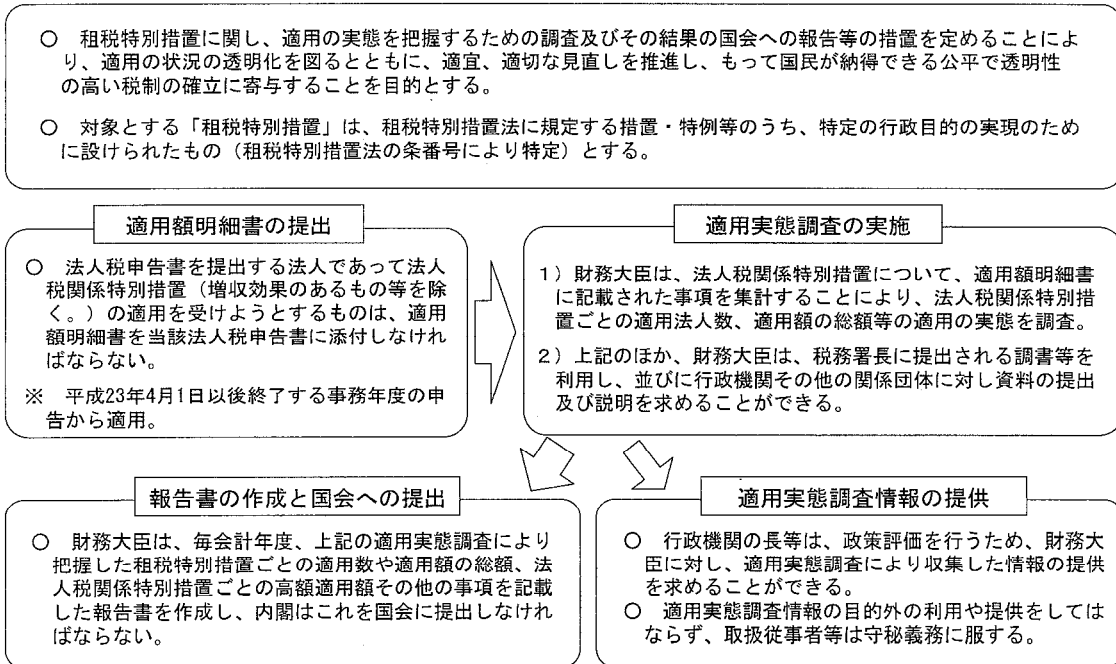 ○　租税特別措置に関し、適用の実態を把握するための調査及びその結果の国会への報告等の措置を定めることによ
り、適用の状況の透明化を図るとともに、適宜、適切な見直しを推進し、もって国民が納得できる公平で透明性
の高い税制の確立に寄与することを目的とする。
○　対象とする「租税特別措置」は、租税特別措置法に規定する措置・特例等のうち、特定の行政目的の実現のため
に設けられたもの（租税特別措置法の条番号により特定）とする。
適用額明細書の提出
○　法人税申告書を提出する法人であって法人
税関係特別措置（増収効果のあるもの等を除
く。）の適用を受けようとするものは、適用
額明細書を当該法人税申告書に添付しなけれ
ばならない。
※　平成23年4月1日以後終了する事務年度の申
告から適用。
適用実態調査の実施
１）財務大臣は、法人税関係特別措置について、適用額明細書
に記載された事項を集計することにより、法人税関係特別措
置ごとの適用法人数、適用額の総額等の適用の実態を調査。
２）上記のほか、財務大臣は、税務署長に提出される調書等を
利用し、並びに行政機関その他の関係団体に対し資料の提出
及び説明を求めることができる。
報告書の作成と国会への提出
○　財務大臣は、毎会計年度、上記の適用実態調査により
把握した租税特別措置ごとの適用数や適用額の総額、法
人税関係特別措置ごとの高額適用額その他の事項を記載
した報告書を作成し、内閣はこれを国会に提出しなけれ
ばならない。
適用実態調査情報の提供
○　行政機関の長等は、政策評価を行うため、財務大
臣に対し、適用実態調査により収集した情報の提供
を求めることができる。
○　適用実態調査情報の目的外の利用や提供をしては
ならず、取扱従事者等は守秘義務に服する。